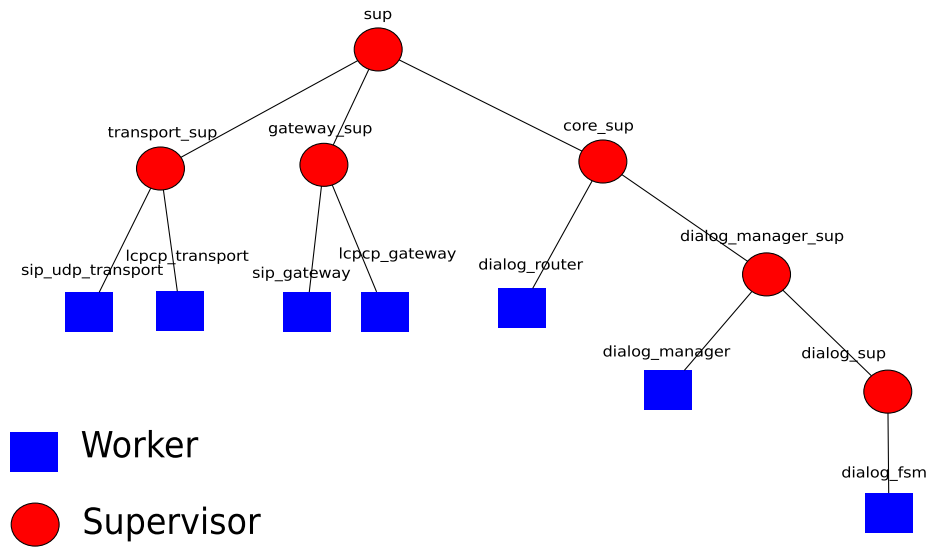 sup
transport_sup
gateway_sup
core_sup
sip_udp_transport
lcpcp_transport
sip_gateway
lcpcp_gateway
dialog_router
dialog_manager_sup
dialog_manager
dialog_sup
dialog_fsm
Worker
Supervisor